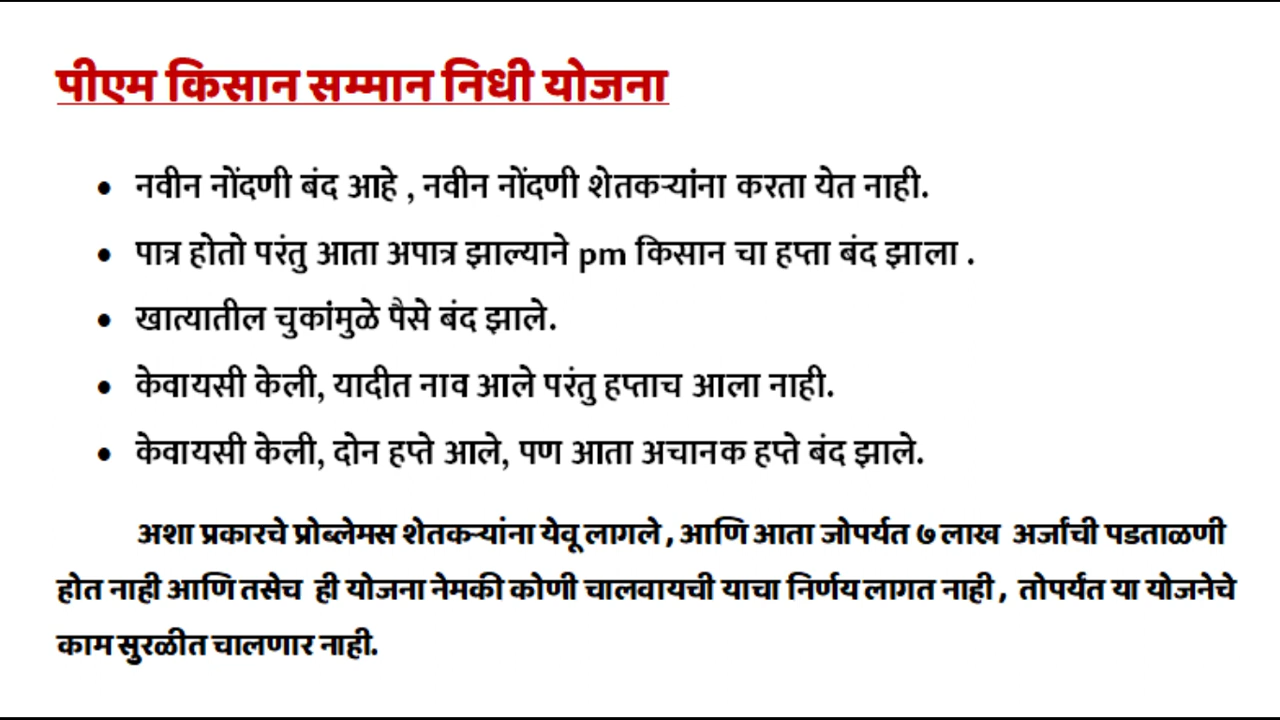 पीएम किसान सम्मान निधी योजना
• नवीन नोंदणी बंद आहे , नवीन नोंदणी शेतकऱ्यांना करता येत नाही.
• पात्र होतो परंतु आता अपात्र झाल्याने pm किसान चा हप्ता बंद झाला .
• खात्यातील चुकांमुळे पैसे बंद झाले.
• केवायसी केली, यादीत नाव आले परंतु हप्ताच आला नाही.
• केवायसी केली, दोन हप्ते आले, पण आता अचानक हप्ते बंद झाले.
अशा प्रकारचे प्रोब्लेमस शेतकऱ्यांना येवू लागले , आणि आता जोपर्यत ७ लाख अर्जांची पडताळणी
होत नाही आणि तसेच ही योजना नेमकी कोणी चालवायची याचा निर्णय लागत नाही , तोपर्यंत या योजनेचे
काम सुरळीत चालणार नाही.